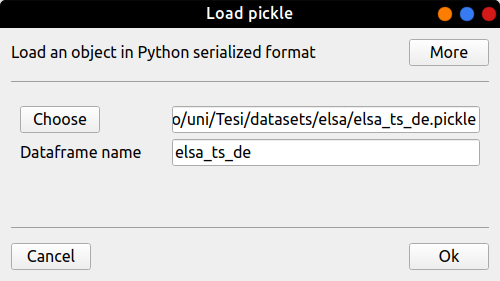 Load pickle
Load an object in Python serialized format More
Choose o/uni/Tesi/datasets/elsa/elsa_ts_de.pickle
Dataframe name elsa_ts_de
Cancel Ok